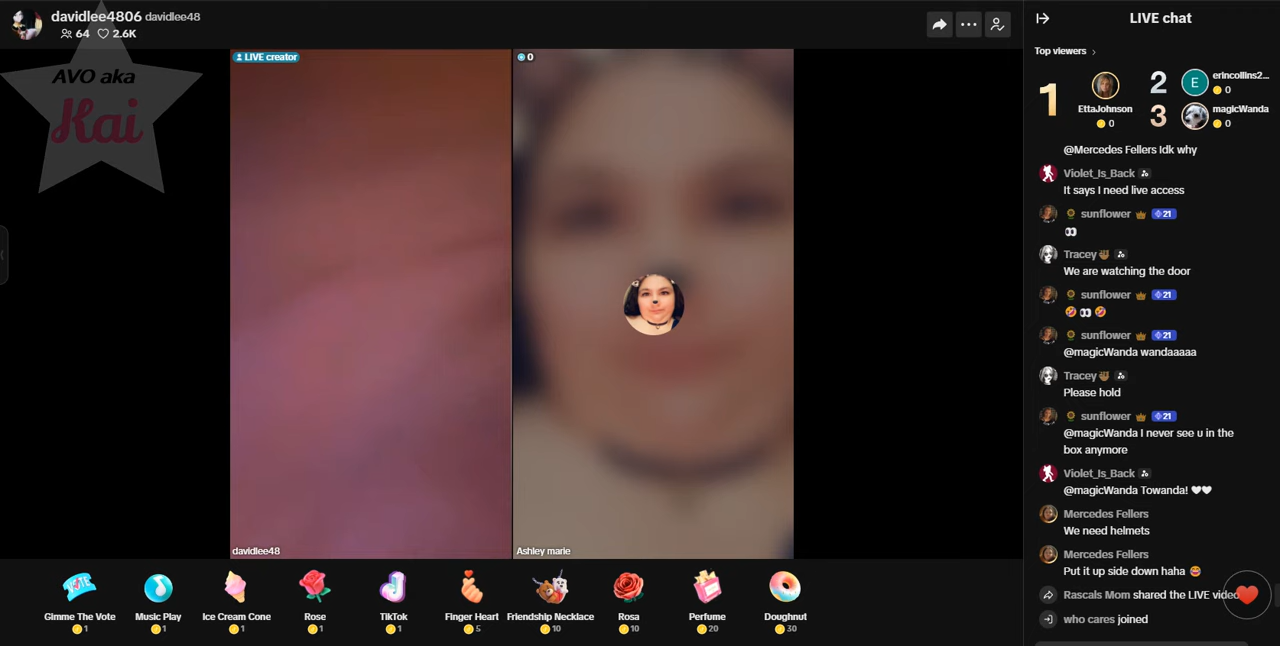 davidlee4806 davidlee48
64 2.6K
AVO aka
Kai
LIVE creator
0
davidlee48
Ashley marie
Gimme The Vote
1
Music Play
1
Ice Cream Cone
1
Rose
1
TikTok
1
Finger Heart
5
Friendship Necklace
10
Rosa
10
Perfume
20
Doughnut
30
LIVE chat
Top viewers
1
EttaJohnson
0
2
E
erincollins2...
0
3
magicWanda
0
@Mercedes Fellers Idk why
Violet_Is_Back
It says I need live access
sunflower 21
Tracey
We are watching the door
sunflower 21
sunflower 21
@magicWanda wandaaaaa
Tracey
Please hold
sunflower 21
@magicWanda I never see u in the
box anymore
Violet_Is_Back
@magicWanda Towanda!
Mercedes Fellers
We need helmets
Mercedes Fellers
Put it up side down haha
Rascals Mom shared the LIVE video
who cares joined